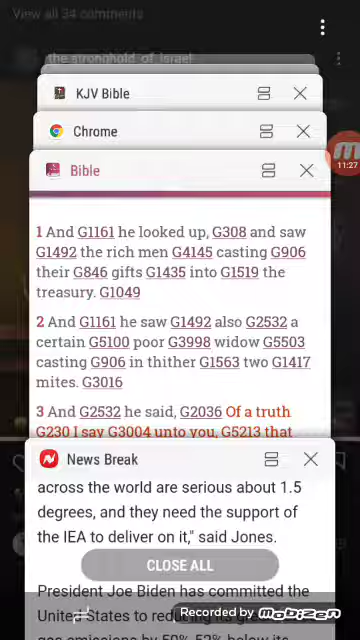 View all 34 comments
the stronghold of Israel
KJV Bible
Chrome
11:27
Bible
1 And G1161 he looked up, G308 and saw
G1492 the rich men G4145 casting G906
their G846 gifts G1435 into G1519 the
treasury. G1049
2 And G1161 he saw G1492 also G2532 a
certain G5100 poor G3998 widow G5503
casting G906 in thither G1563 two G1417
mites. G3016
3 And G2532 he said, G2036 Of a truth
G230 I say G3004 unto you, G5213 that
News Break
across the world are serious about 1.5
degrees, and they need the support of
the IEA to deliver on it," said Jones.
CLOSE ALL
President Joe Biden has committed the
United States to reducing its green
Recorded by mobizen
gas emissions by 50%-52% below its